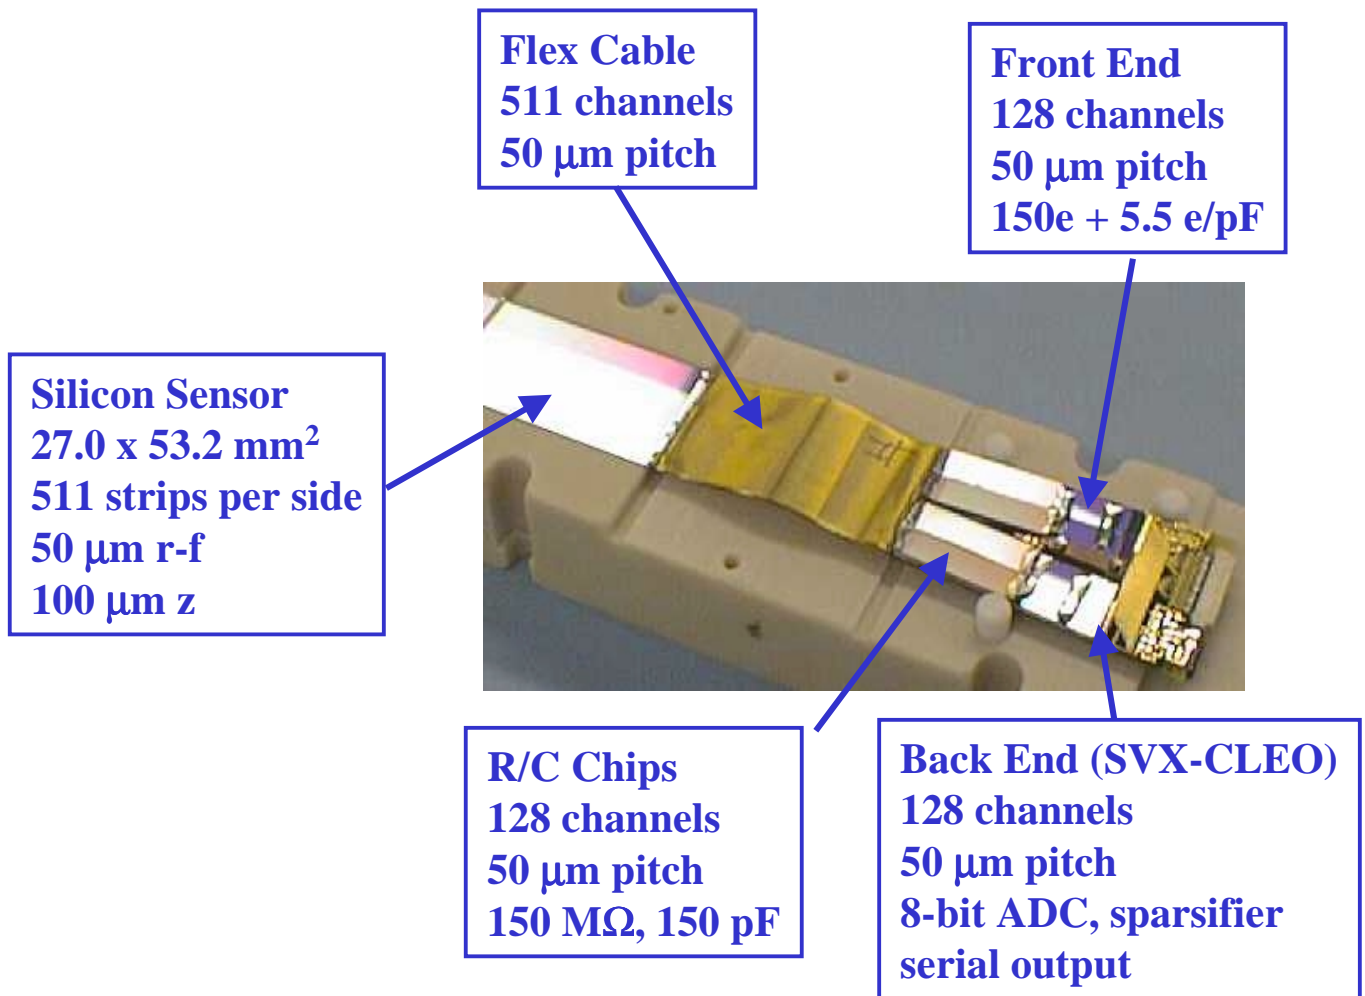 Flex Cable
511 channels
50 μm pitch
Front End
128 channels
50 μm pitch
150e + 5.5 e/pF
Silicon Sensor
27.0 x 53.2 mm²
511 strips per side
50 μm r-f
100 μm z
R/C Chips
128 channels
50 μm pitch
150 MΩ, 150 pF
Back End (SVX-CLEO)
128 channels
50 μm pitch
8-bit ADC, sparsifier
serial output